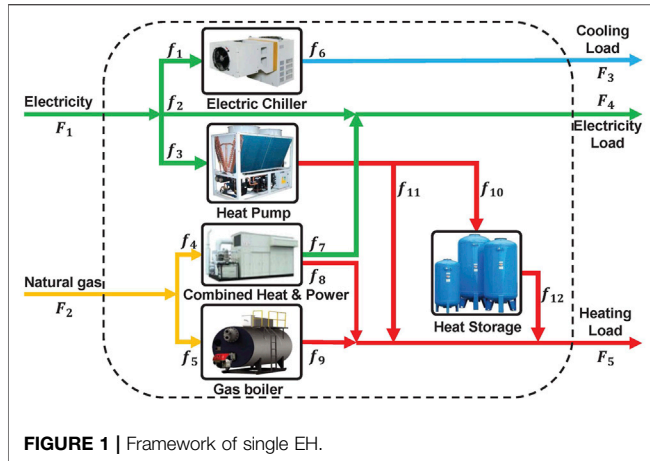 f1
f6
Cooling
Load
F3
Electric Chiller
Electricity
F1
f2
F4
Electricity
Load
f3
Heat Pump
f11
f10
f4
f7
f8
Natural gas
F2
Combined Heat & Power
f12
Heat Storage
Heating
Load
F5
f5
f9
Gas boiler
FIGURE 1 | Framework of single EH.